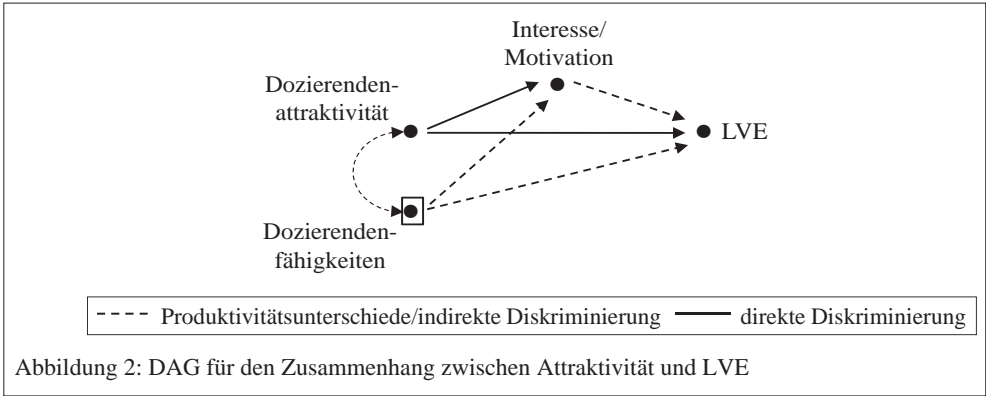 Interesse/
Motivation
Dozierenden-
attraktivität
LVE
Dozierenden-
fähigkeiten
Produktivitätsunterschiede/indirekte Diskriminierung direkte Diskriminierung
Abbildung 2: DAG für den Zusammenhang zwischen Attraktivität und LVE